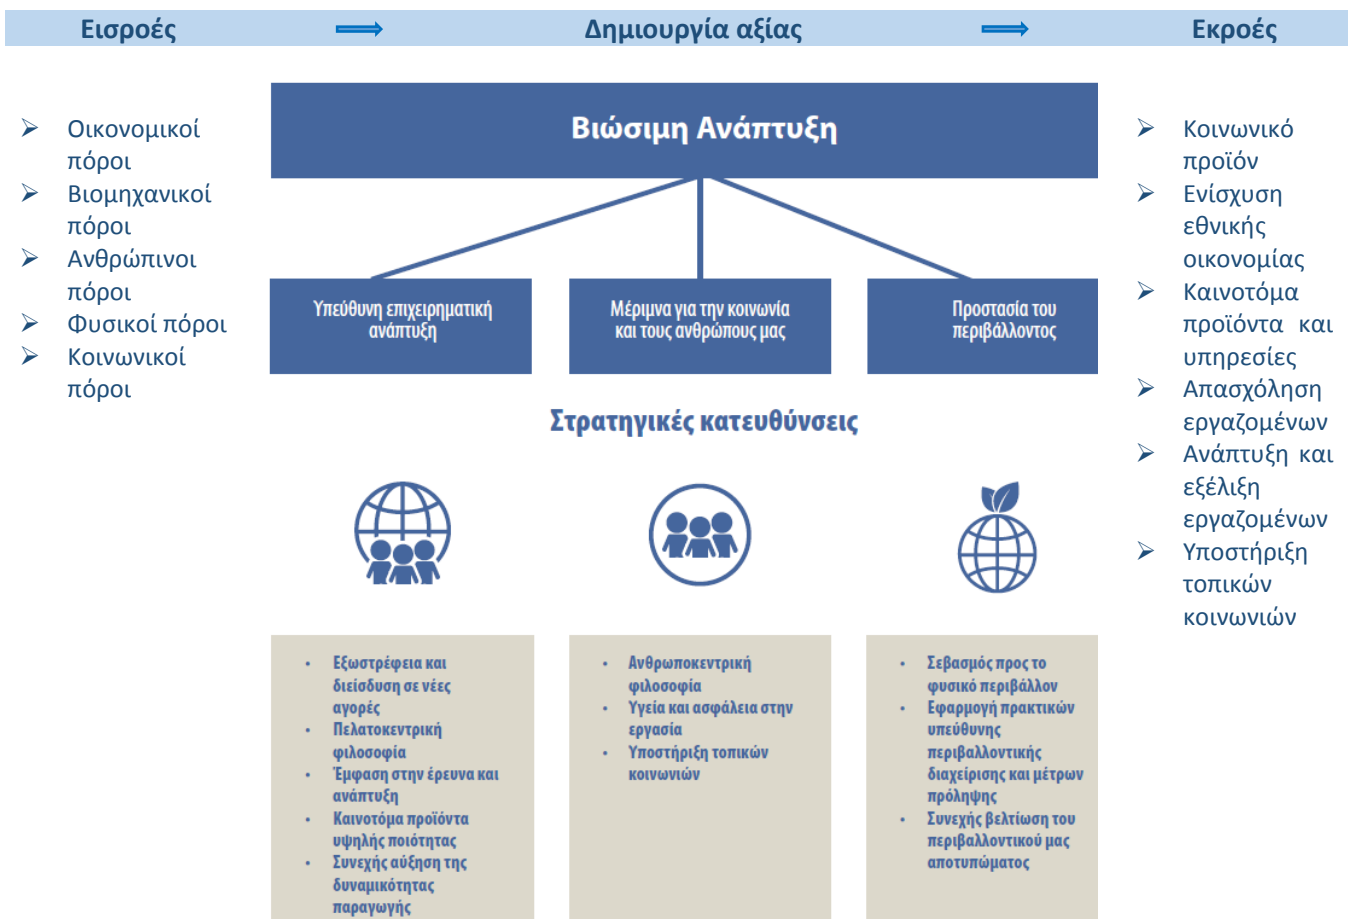 Εισροές
Δημιουργία αξίας
Εκροές
Οικονομικοί
πόροι
Βιομηχανικοί
πόροι
Ανθρώπινοι
πόροι
Φυσικοί πόροι
Κοινωνικοί
πόροι
Βιώσιμη Ανάπτυξη
Υπεύθυνη επιχειρηματική
ανάπτυξη
Μέριμνα για την κοινωνία
και τους ανθρώπους μας
Προστασία του
περιβάλλοντος
Στρατηγικές κατευθύνσεις
Εξωστρέφεια και
διείσδυση σε νέες
αγορές
Πελατοκεντρική
φιλοσοφία
Έμφαση στην έρευνα και
ανάπτυξη
Καινοτόμα προϊόντα
υψηλής ποιότητας
Συνεχής αύξηση της
δυναμικότητας
παραγωγής
Ανθρωποκεντρική
φιλοσοφία
Υγεία και ασφάλεια στην
εργασία
Υποστήριξη τοπικών
κοινωνιών
Σεβασμός προς το
φυσικό περιβάλλον
Εφαρμογή πρακτικών
υπεύθυνης
περιβαλλοντικής
διαχείρισης και μέτρων
πρόληψης
Συνεχής βελτίωση του
περιβαλλοντικού μας
αποτυπώματος
Κοινωνικό
προϊόν
Ενίσχυση
εθνικής
οικονομίας
Καινοτόμα
προϊόντα και
υπηρεσίες
Απασχόληση
εργαζομένων
Ανάπτυξη και
εξέλιξη
εργαζομένων
Υποστήριξη
τοπικών
κοινωνιών